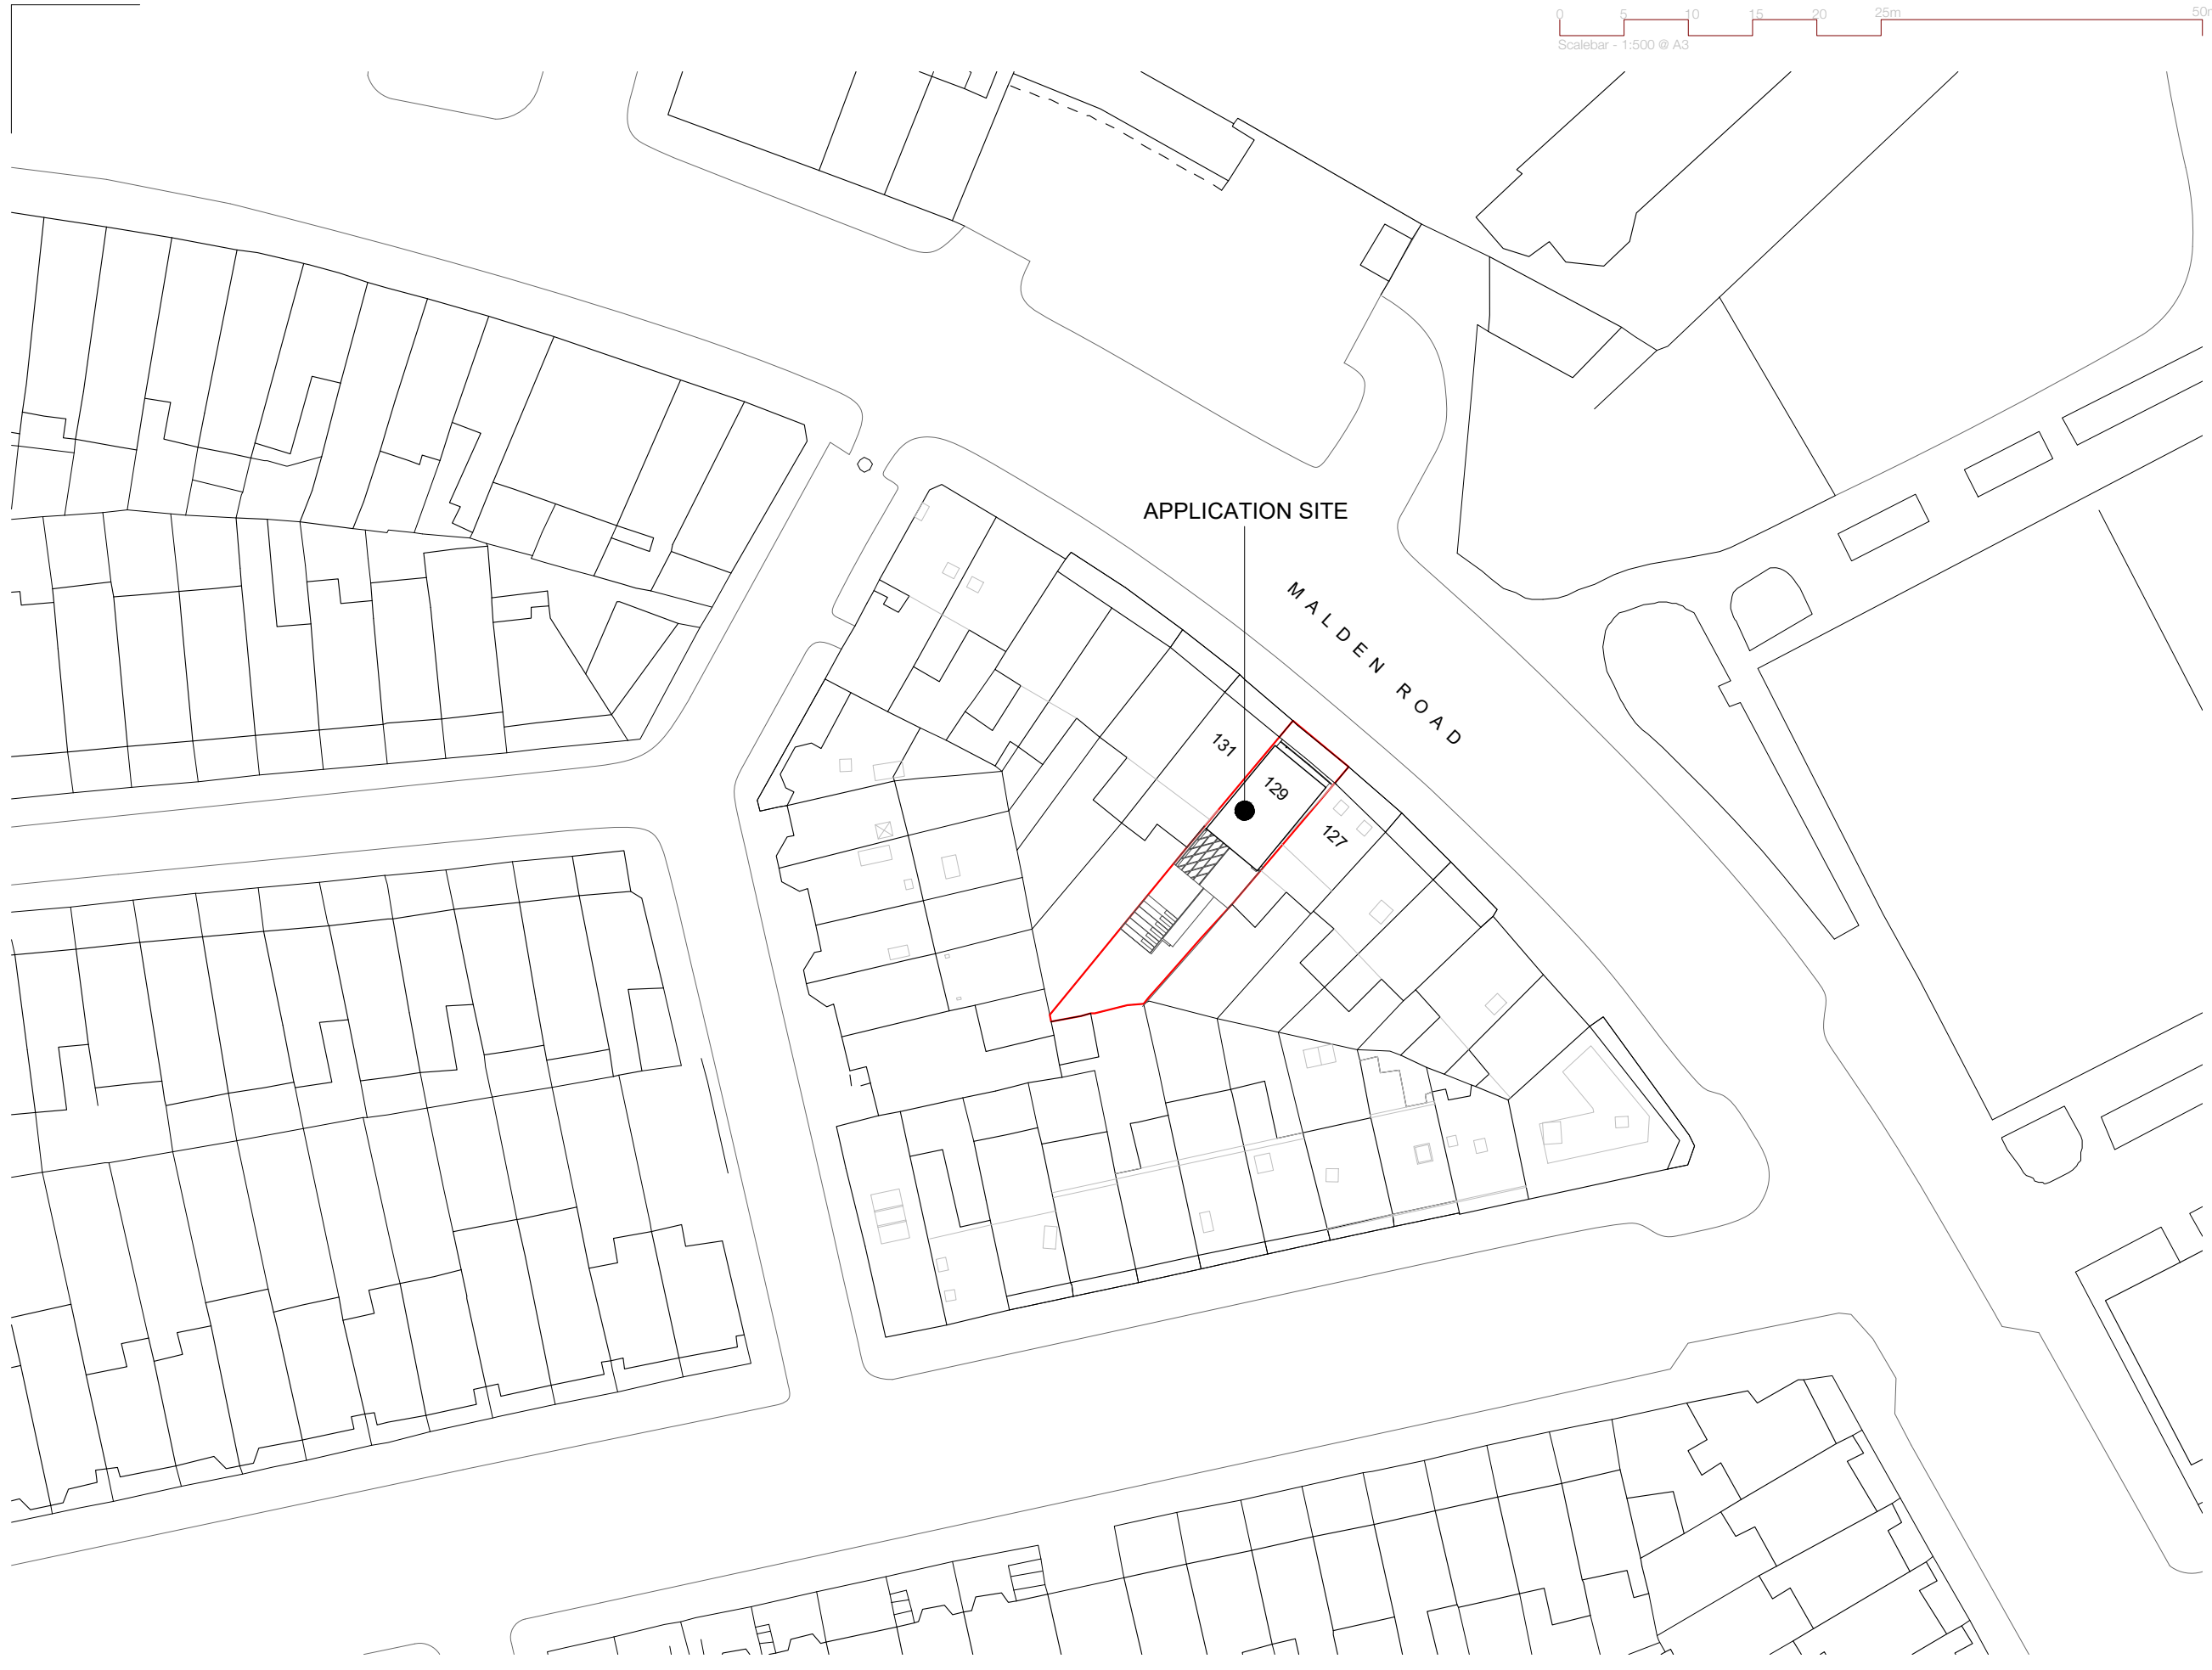 0 5 10 15 20 25m 50m
Scalebar - 1:500 @ A3
APPLICATION SITE
MALDEN ROAD
131
129
127